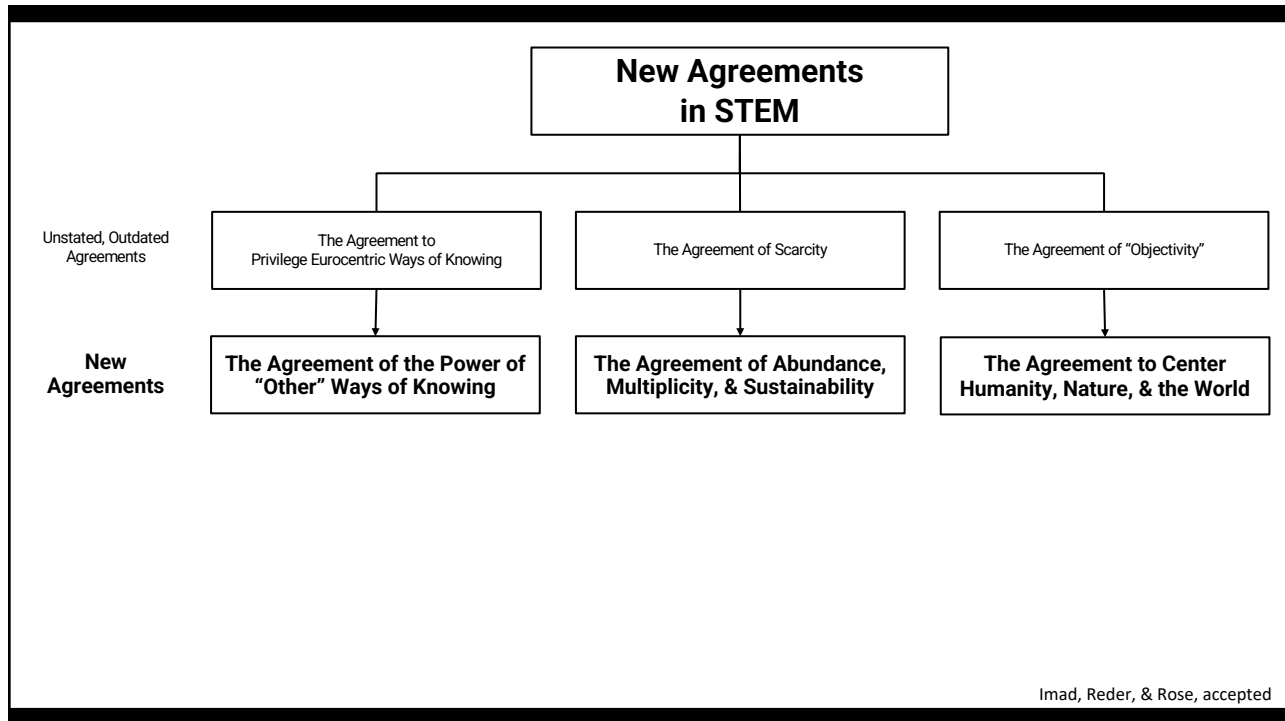 New Agreements
in STEM
Unstated, Outdated
Agreements
The Agreement to
Privilege Eurocentric Ways of Knowing
The Agreement of Scarcity
The Agreement of “Objectivity”
New
Agreements
The Agreement of the Power of
“Other” Ways of Knowing
The Agreement of Abundance,
Multiplicity, & Sustainability
The Agreement to Center
Humanity, Nature, & the World
Imad, Reder, & Rose, accepted